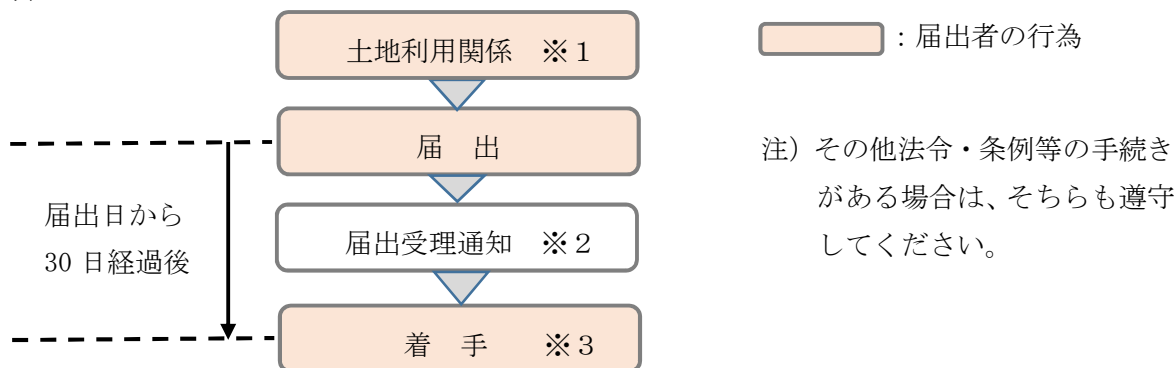 土地利用関係　※１
：届出者の行為
届　出
注）その他法令・条例等の手続き
がある場合は、そちらも遵守
してください。
届出日から
30 日経過後
届出受理通知　※２
着　手　　※３